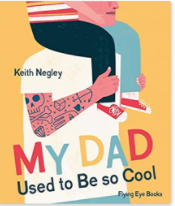 Keith Negley
MY DAD
Used to Be so Cool
Flying Eye Books